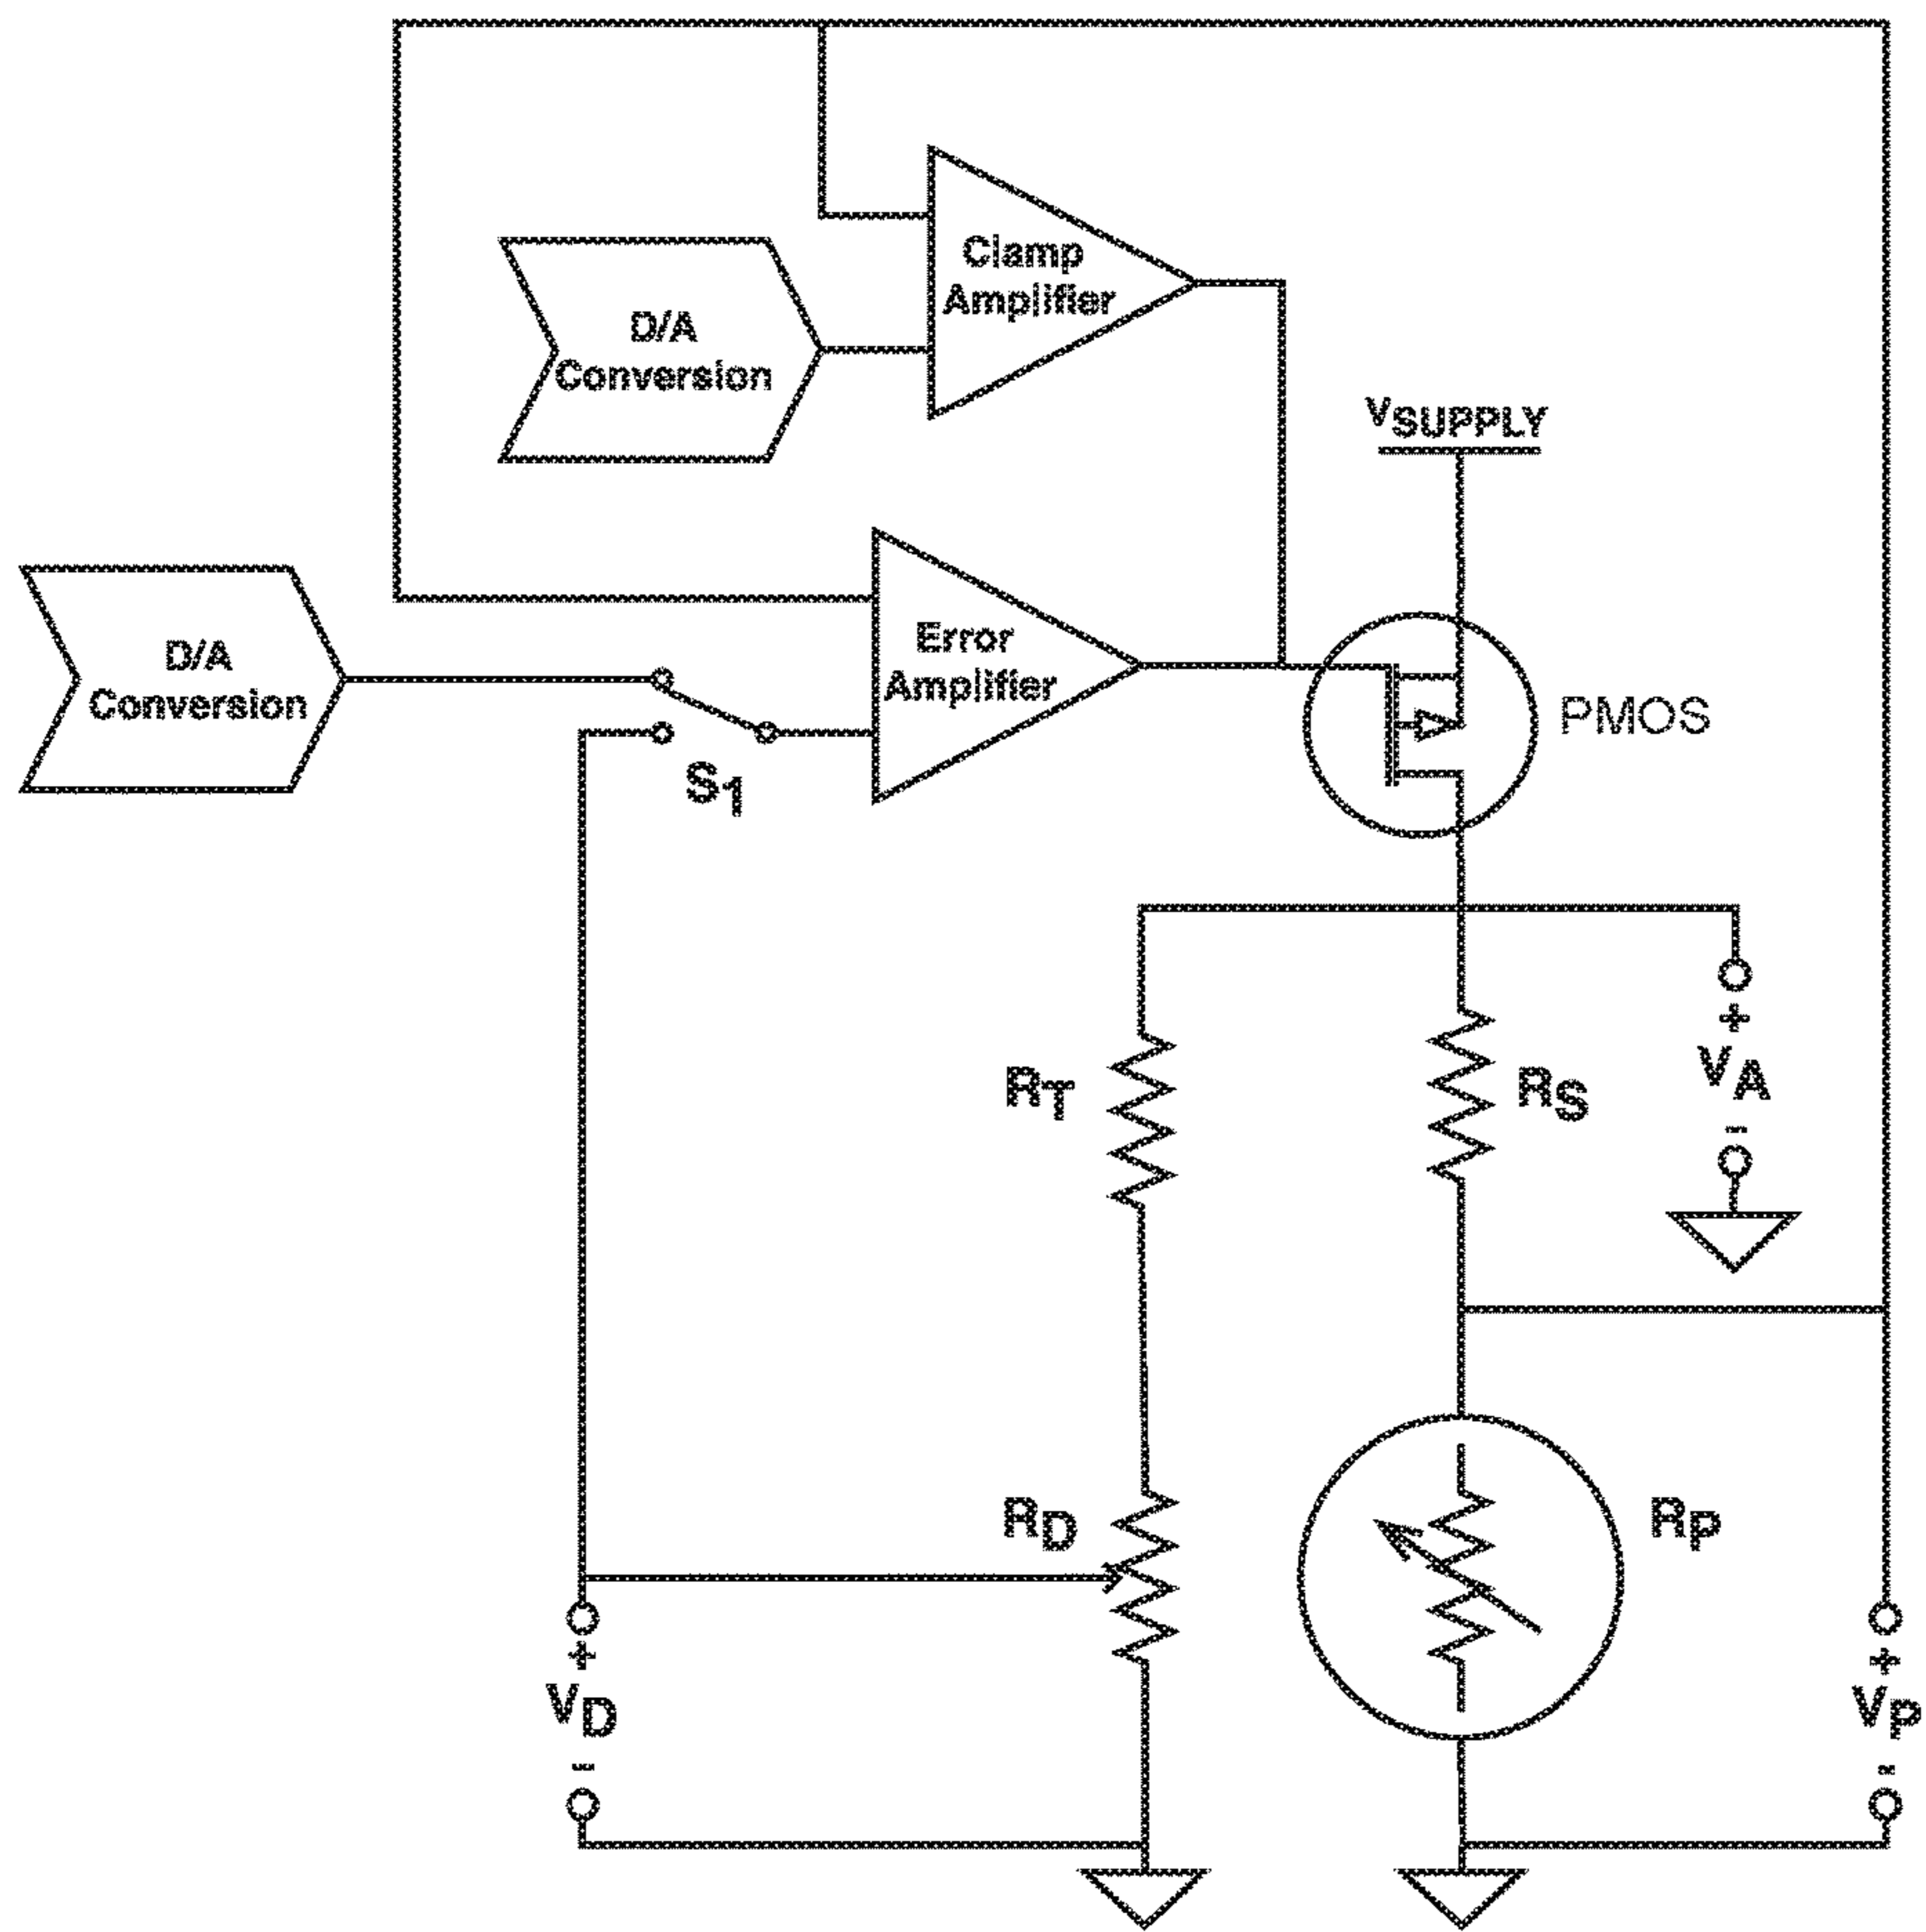 Clamp
Amplifier
D/A
Conversion
VSUPPLY
Error
Amplifier
D/A
Conversion
PMOS
S1
+
VA
-
RT
RS
RD
RP
+
VD
-
+
VP
-